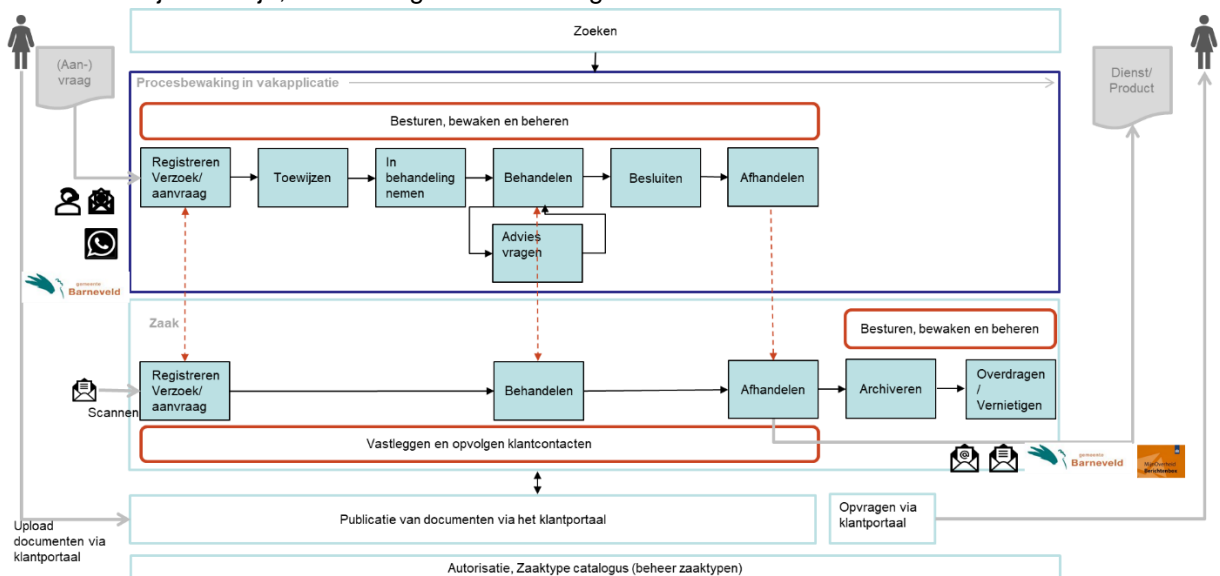 Zoeken
(Aan-)
vraag
Dienst/
Product
Procesbewaking in vakapplicatie
Besturen, bewaken en beheren
Registreren
Verzoek/
aanvraag
Toewijzen
In
behandeling
nemen
Behandelen
Besluiten
Afhandelen
Advies
vragen
gemeente
Barneveld
Zaak
Besturen, bewaken en beheren
Scannen
Registreren
Verzoek/
aanvraag
Behandelen
Afhandelen
Archiveren
Overdragen
/
Vernietigen
Vastleggen en opvolgen klantcontacten
gemeente
Barneveld
MijnOverheid
Berichtenbox
Upload
documenten via
klantportaal
Publicatie van documenten via het klantportaal
Opvragen via
klantportaal
Autorisatie, Zaaktype catalogus (beheer zaaktypen)